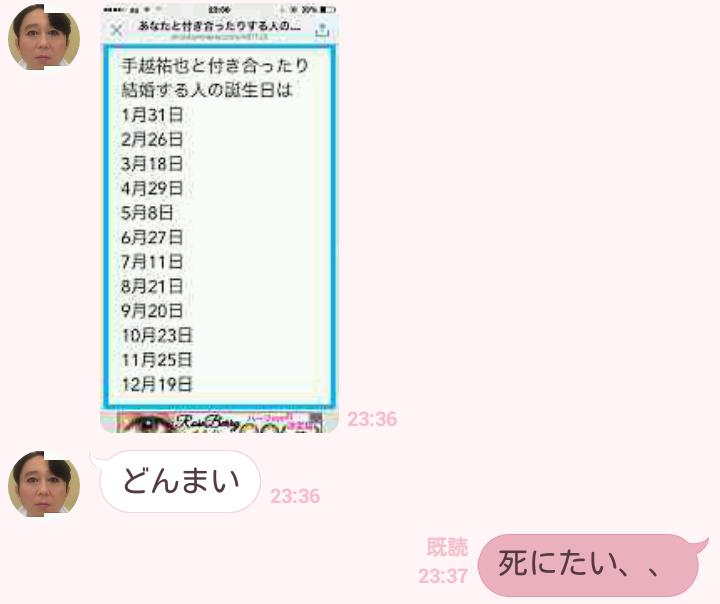 23:00
あなたと付き合ったりする人の...
手越祐也と付き合ったり
結婚する人の誕生日は
1月31日
2月26日
3月18日
4月29日
5月8日
6月27日
7月11日
8月21日
9月20日
10月23日
11月25日
12月19日
RoseBerry
23:36
どんまい
23:36
既読
23:37
死にたい、、